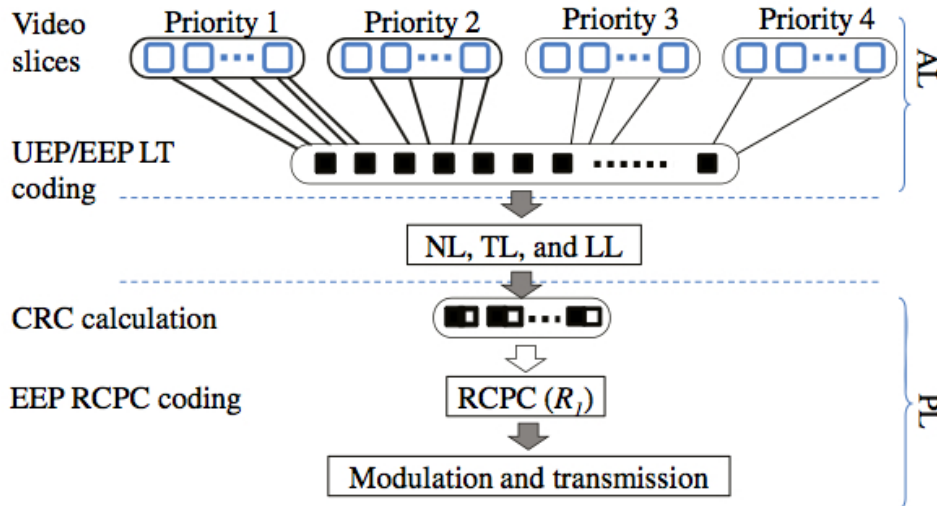 Video
slices
Priority 1
Priority 2
Priority 3
Priority 4
AL
UEP/EEP LT
coding
NL, TL, and LL
CRC calculation
EEP RCPC coding
RCPC (R₁)
PL
Modulation and transmission